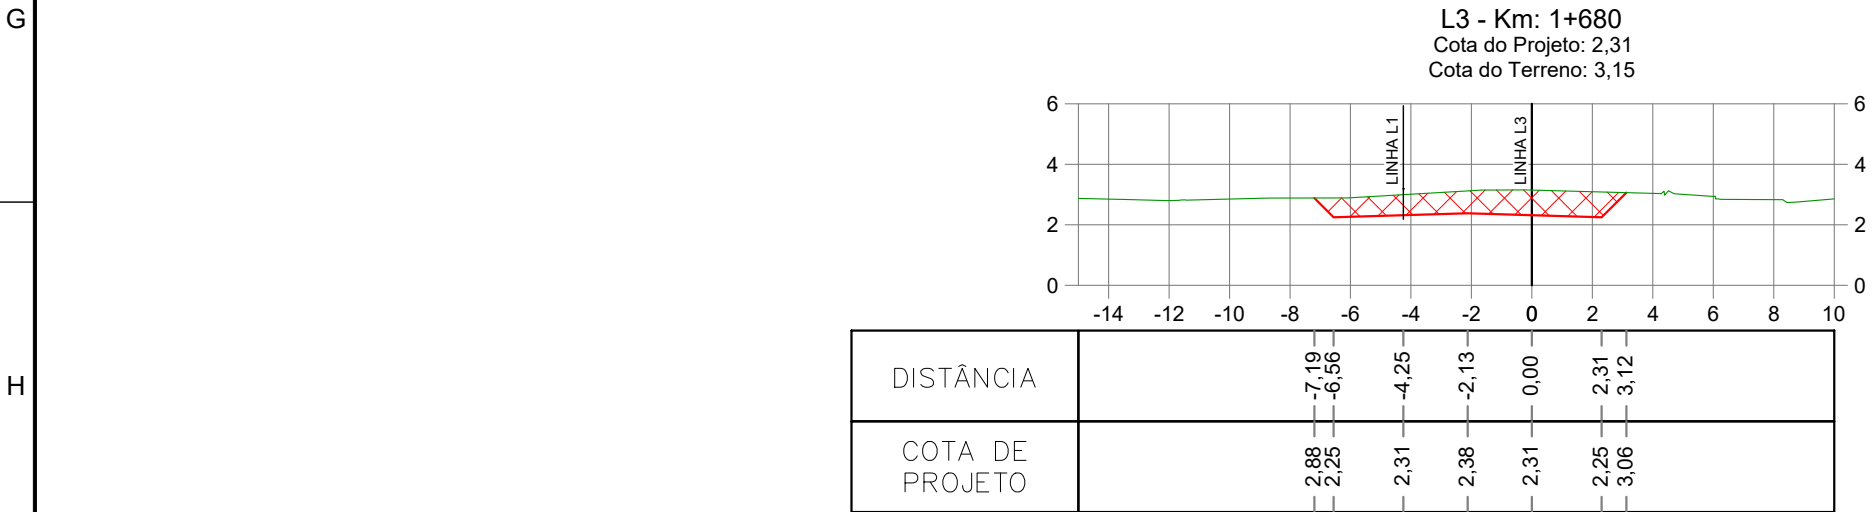 G
L3 - Km: 1+680
Cota do Projeto: 2,31
Cota do Terreno: 3,15
6 6
LINHA L1 LINHA L3
4 4
2 2
0 0
-14 -12 -10 -8 -6 -4 -2 0 2 4 6 8 10
H
DISTÂNCIA -7,19 -6,56 -4,25 -2,13 0,00 2,31 3,12
COTA DE
PROJETO
2,88 2,25 2,31 2,38 2,31 2,25 3,06